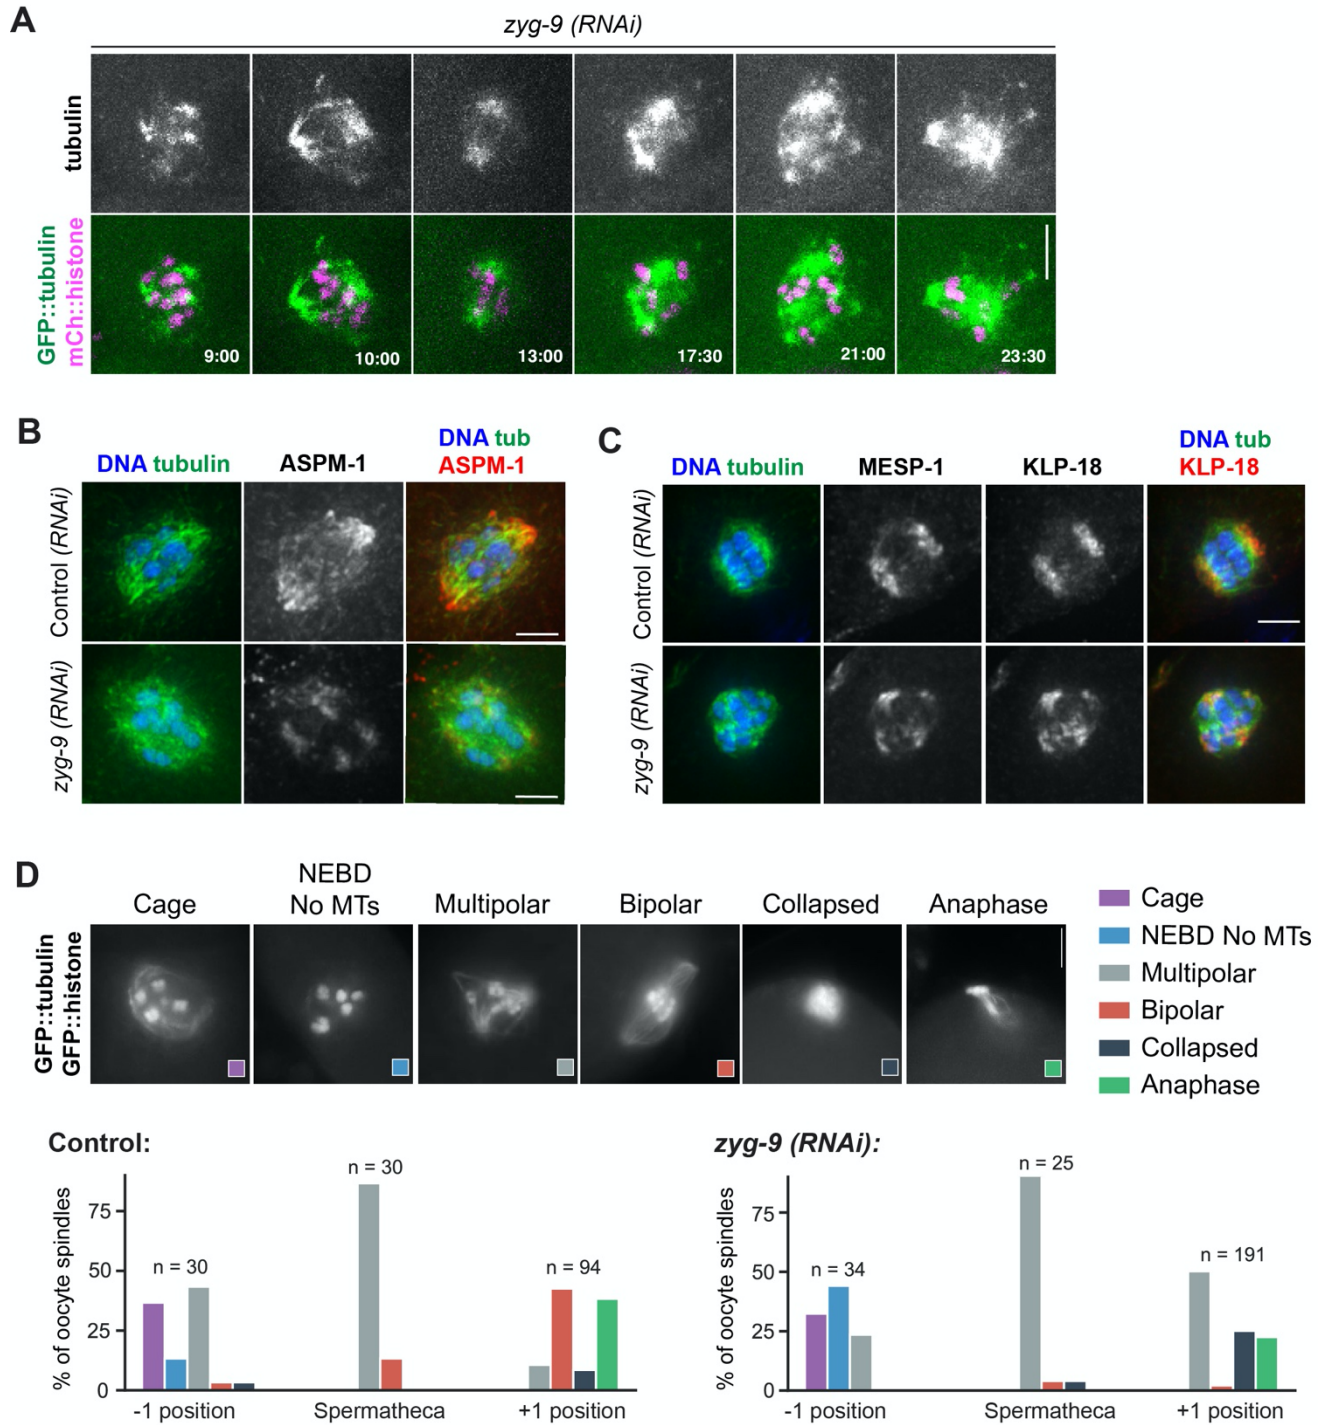 A
zyg-9 (RNAi)
tubulin
GFP::tubulin
mCh::histone
9:00
10:00
13:00
17:30
21:00
23:30
B
DNA tubulin
ASPM-1
DNA tub
ASPM-1
Control (RNAi)
zyg-9 (RNAi)
C
DNA tubulin
MESP-1
KLP-18
DNA tub
KLP-18
Control (RNAi)
zyg-9 (RNAi)
D
Cage
NEBD
No MTs
Multipolar
Bipolar
Collapsed
Anaphase
GFP::tubulin
GFP::histone
Cage
NEBD No MTs
Multipolar
Bipolar
Collapsed
Anaphase
Control:
% of oocyte spindles
75
50
25
0
n = 30
n = 30
n = 94
-1 position
Spermatheca
+1 position
zyg-9 (RNAi):
% of oocyte spindles
75
50
25
0
n = 34
n = 25
n = 191
-1 position
Spermatheca
+1 position